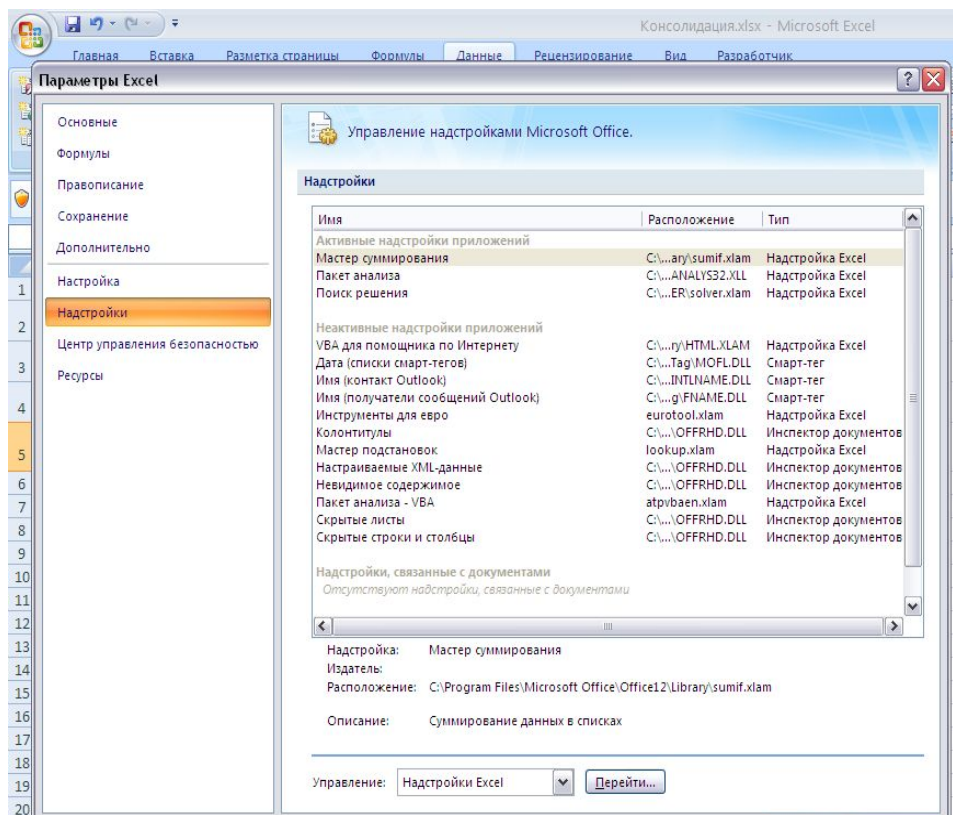 Консолидация.xlsx - Microsoft Excel
Главная Вставка Разметка страницы Формулы Данные Рецензирование Вид Разработчик
Параметры Excel
Основные
Формулы
Правописание
Сохранение
Дополнительно
Настройка
Надстройки
Центр управления безопасностью
Ресурсы
Управление надстройками Microsoft Office.
Надстройки
Имя Расположение Тип
Активные надстройки приложений
Мастер суммирования C:\...ary\sumif.xlam Надстройка Excel
Пакет анализа C:\...ANALYS32.XLL Надстройка Excel
Поиск решения C:\...ER\solver.xlam Надстройка Excel
Неактивные надстройки приложений
VBA для помощника по Интернету C:\...ry\HTML.XLAM Надстройка Excel
Дата (списки смарт-тегов) C:\...Tag\MOFL.DLL Смарт-тег
Имя (контакт Outlook) C:\...INTLNAME.DLL Смарт-тег
Имя (получатели сообщений Outlook) C:\...g\FNAME.DLL Смарт-тег
Инструменты для евро eurotool.xlam Надстройка Excel
Колонтитулы C:\...\OFFRHD.DLL Инспектор документов
Мастер подстановок lookup.xlam Надстройка Excel
Настраиваемые XML-данные C:\...\OFFRHD.DLL Инспектор документов
Невидимое содержимое C:\...\OFFRHD.DLL Инспектор документов
Пакет анализа - VBA atpvbaen.xlam Надстройка Excel
Скрытые листы C:\...\OFFRHD.DLL Инспектор документов
Скрытые строки и столбцы C:\...\OFFRHD.DLL Инспектор документов
Надстройки, связанные с документами
Отсутствуют надстройки, связанные с документами
Надстройка: Мастер суммирования
Издатель:
Расположение: C:\Program Files\Microsoft Office\Office12\Library\sumif.xlam
Описание: Суммирование данных в списках
Управление: Надстройки Excel Перейти...
1
2
3
4
5
6
7
8
9
10
11
12
13
14
15
16
17
18
19
20